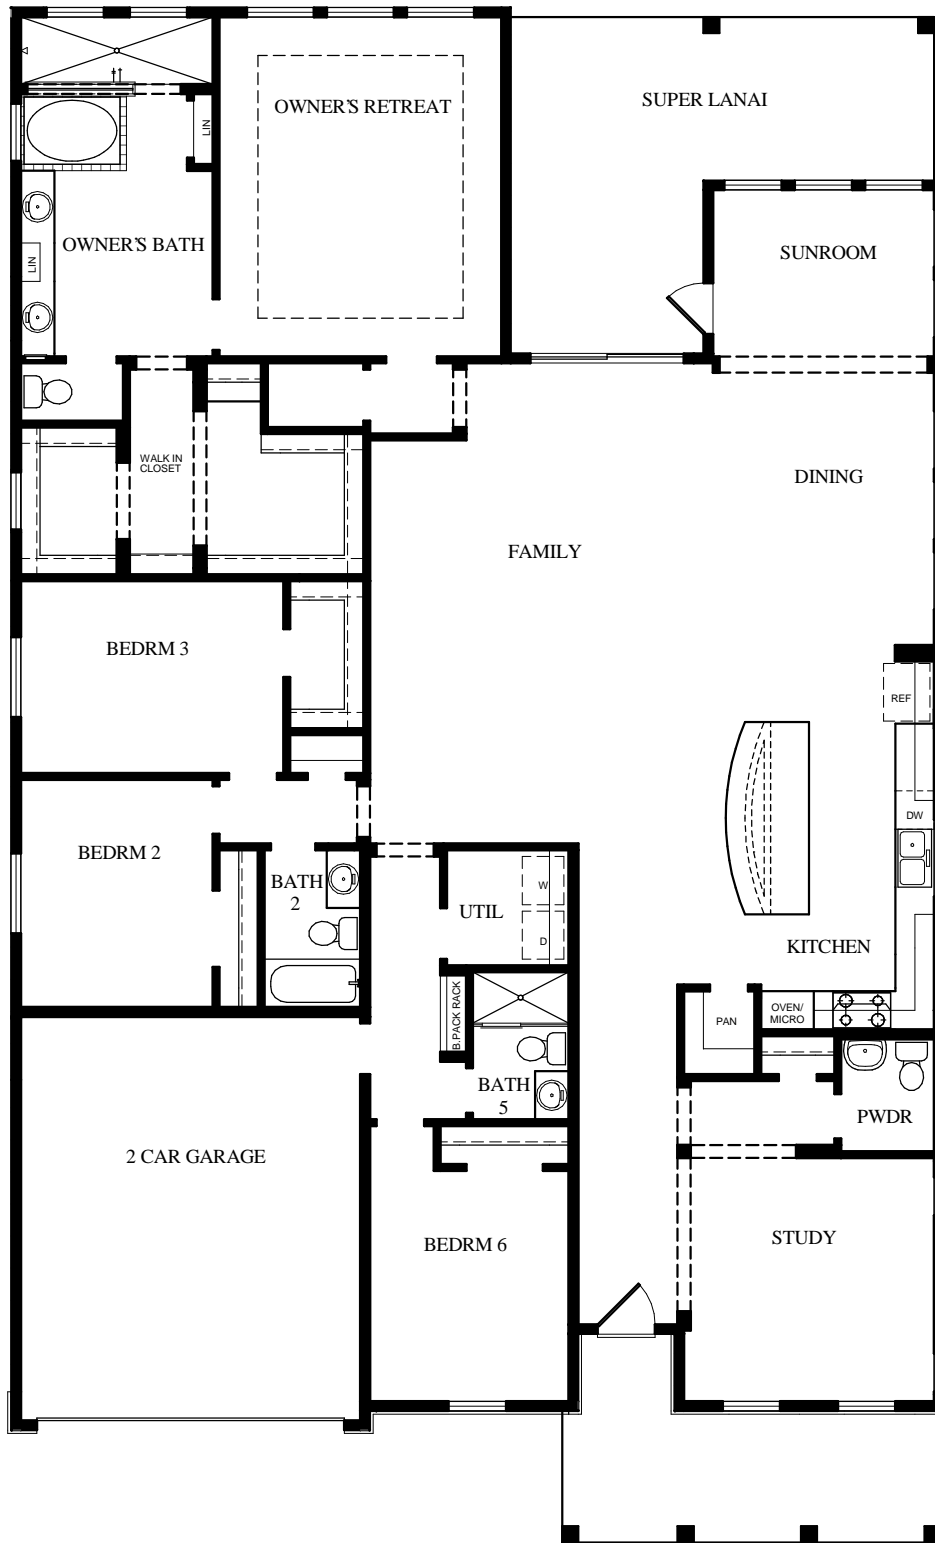 SUPER LANAI
OWNER'S RETREAT
LIN
OWNER'S BATH
LIN
SUNROOM
WALK IN
CLOSET
DINING
FAMILY
BEDRM 3
REF
DW
BEDRM 2
BATH
2
W
UTIL
D
KITCHEN
B.PACK RACK
PAN
OVEN/
MICRO
BATH
5
PWDR
2 CAR GARAGE
STUDY
BEDRM 6